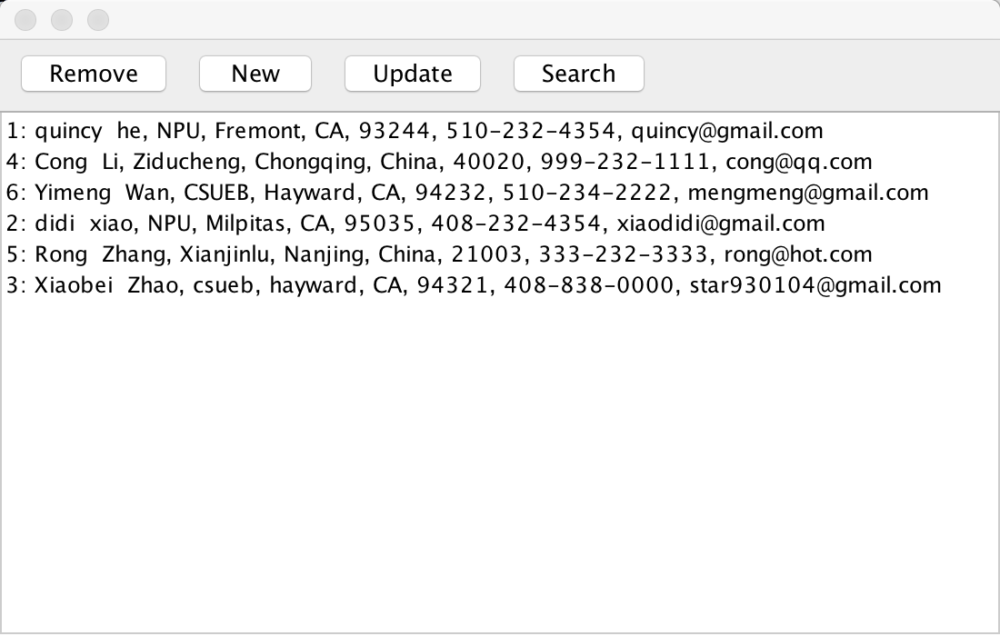 Remove New Update Search
1: quincy  he, NPU, Fremont, CA, 93244, 510-232-4354, quincy@gmail.com
4: Cong  Li, Ziducheng, Chongqing, China, 40020, 999-232-1111, cong@qq.com
6: Yimeng  Wan, CSUEB, Hayward, CA, 94232, 510-234-2222, mengmeng@gmail.com
2: didi  xiao, NPU, Milpitas, CA, 95035, 408-232-4354, xiaodidi@gmail.com
5: Rong  Zhang, Xianjinlu, Nanjing, China, 21003, 333-232-3333, rong@hot.com
3: Xiaobei  Zhao, csueb, hayward, CA, 94321, 408-838-0000, star930104@gmail.com